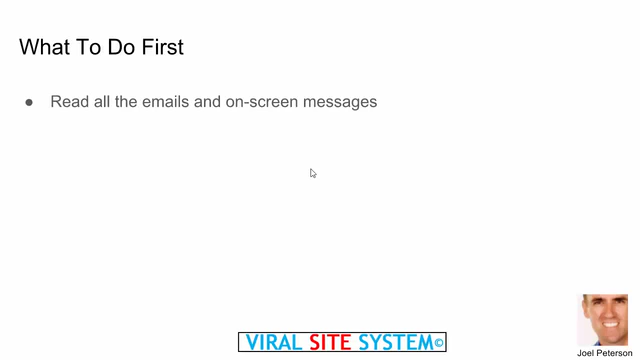 What To Do First
● Read all the emails and on-screen messages
VIRAL SITE SYSTEM©
Joel Peterson